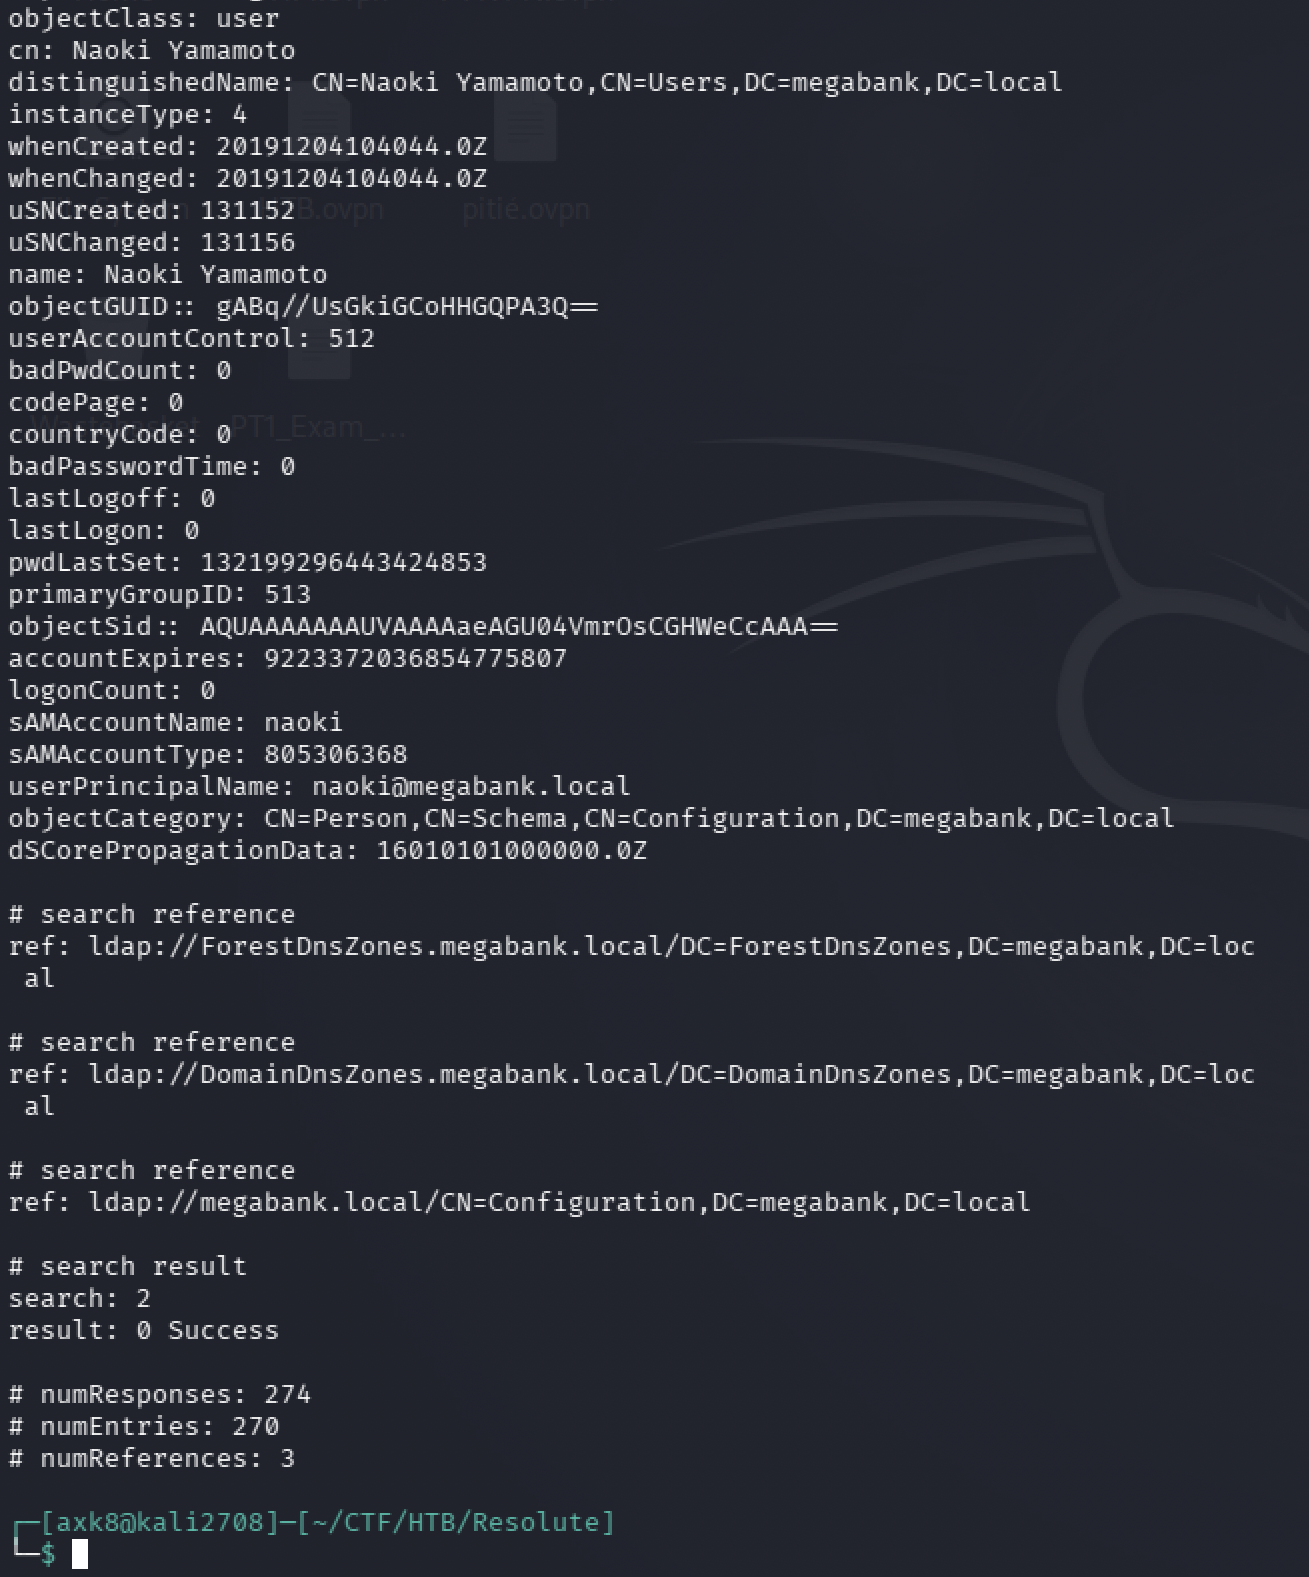 objectClass: user
cn: Naoki Yamamoto
distinguishedName: CN=Naoki Yamamoto,CN=Users,DC=megabank,DC=local
instanceType: 4
whenCreated: 20191204104044.0Z
whenChanged: 20191204104044.0Z
uSNCreated: 131152
B.ovpn
pitié.ovpn
uSNChanged: 131156
name: Naoki Yamamoto
objectGUID:: gABq//UsGkiGCoHHGQPA3Q==
userAccountControl: 512
badPwdCount: 0
codePage: 0
PT1_Exam_...
countryCode: 0
badPasswordTime: 0
lastLogoff: 0
lastLogon: 0
pwdLastSet: 132199296443424853
primaryGroupID: 513
objectSid:: AQUAAAAAAAUVAAAAaeAGU04VmrOsCGHWeCcAAA==
accountExpires: 9223372036854775807
logonCount: 0
sAMAccountName: naoki
sAMAccountType: 805306368
userPrincipalName: naoki@megabank.local
objectCategory: CN=Person,CN=Schema,CN=Configuration,DC=megabank,DC=local
dSCorePropagationData: 16010101000000.0Z
# search reference
ref: ldap://ForestDnsZones.megabank.local/DC=ForestDnsZones,DC=megabank,DC=loc
al
# search reference
ref: ldap://DomainDnsZones.megabank.local/DC=DomainDnsZones,DC=megabank,DC=loc
al
# search reference
ref: ldap://megabank.local/CN=Configuration,DC=megabank,DC=local
# search result
search: 2
result: 0 Success
# numResponses: 274
# numEntries: 270
# numReferences: 3
┌─[axk8@kali2708]─[~/CTF/HTB/Resolute]
└─$